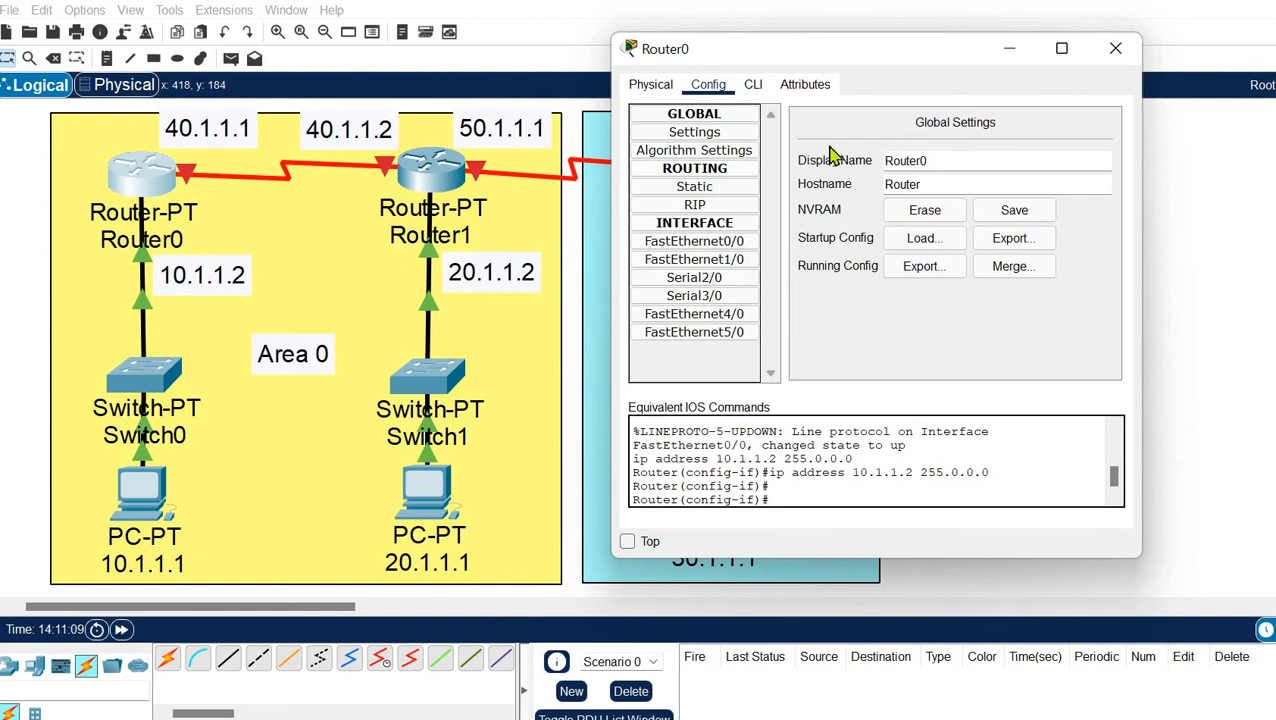 File Edit Options View Tools Extensions Window Help
Logical Physical x: 418, y: 184 Root
40.1.1.1
40.1.1.2
50.1.1.1
Router-PT
Router0
Router-PT
Router1
10.1.1.2
20.1.1.2
Area 0
Switch-PT
Switch0
Switch-PT
Switch1
PC-PT
10.1.1.1
PC-PT
20.1.1.1
Router0
Physical Config CLI Attributes
GLOBAL
Settings
Algorithm Settings
ROUTING
Static
RIP
INTERFACE
FastEthernet0/0
FastEthernet1/0
Serial2/0
Serial3/0
FastEthernet4/0
FastEthernet5/0
Global Settings
Display Name Router0
Hostname Router
NVRAM Erase Save
Startup Config Load... Export...
Running Config Export... Merge...
Equivalent IOS Commands
%LINEPROTO-5-UPDOWN: Line protocol on Interface
FastEthernet0/0, changed state to up
ip address 10.1.1.2 255.0.0.0
Router(config-if)#ip address 10.1.1.2 255.0.0.0
Router(config-if)#
Router(config-if)#
Top
Time: 14:11:09
Scenario 0
New Delete
Toggle PDU List Window
Fire Last Status Source Destination Type Color Time(sec) Periodic Num Edit Delete